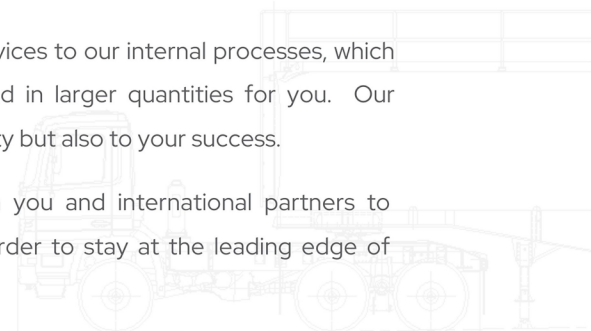 vices to our internal processes, which
d in larger quantities for you. Our
ty but also to your success.
you and international partners to
rder to stay at the leading edge of